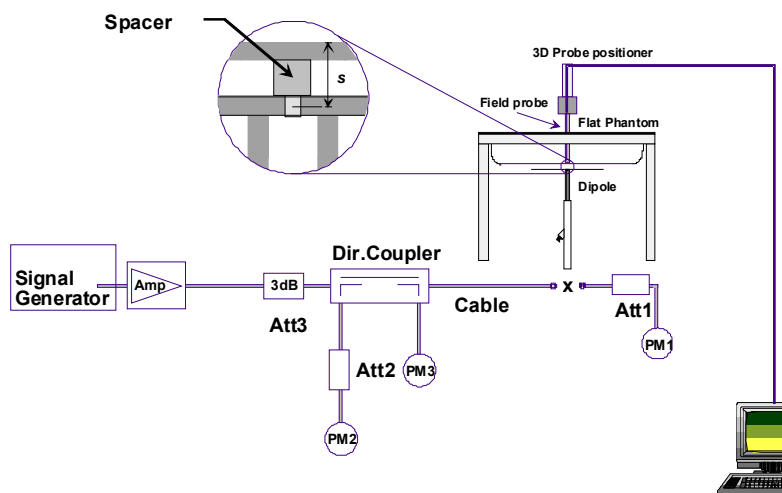 Spacer
s
3D Probe positioner
Field probe
Flat Phantom
Dipole
Signal
Generator
Amp
3dB
Att3
Dir.Coupler
Cable
x
Att1
PM1
Att2
PM3
PM2